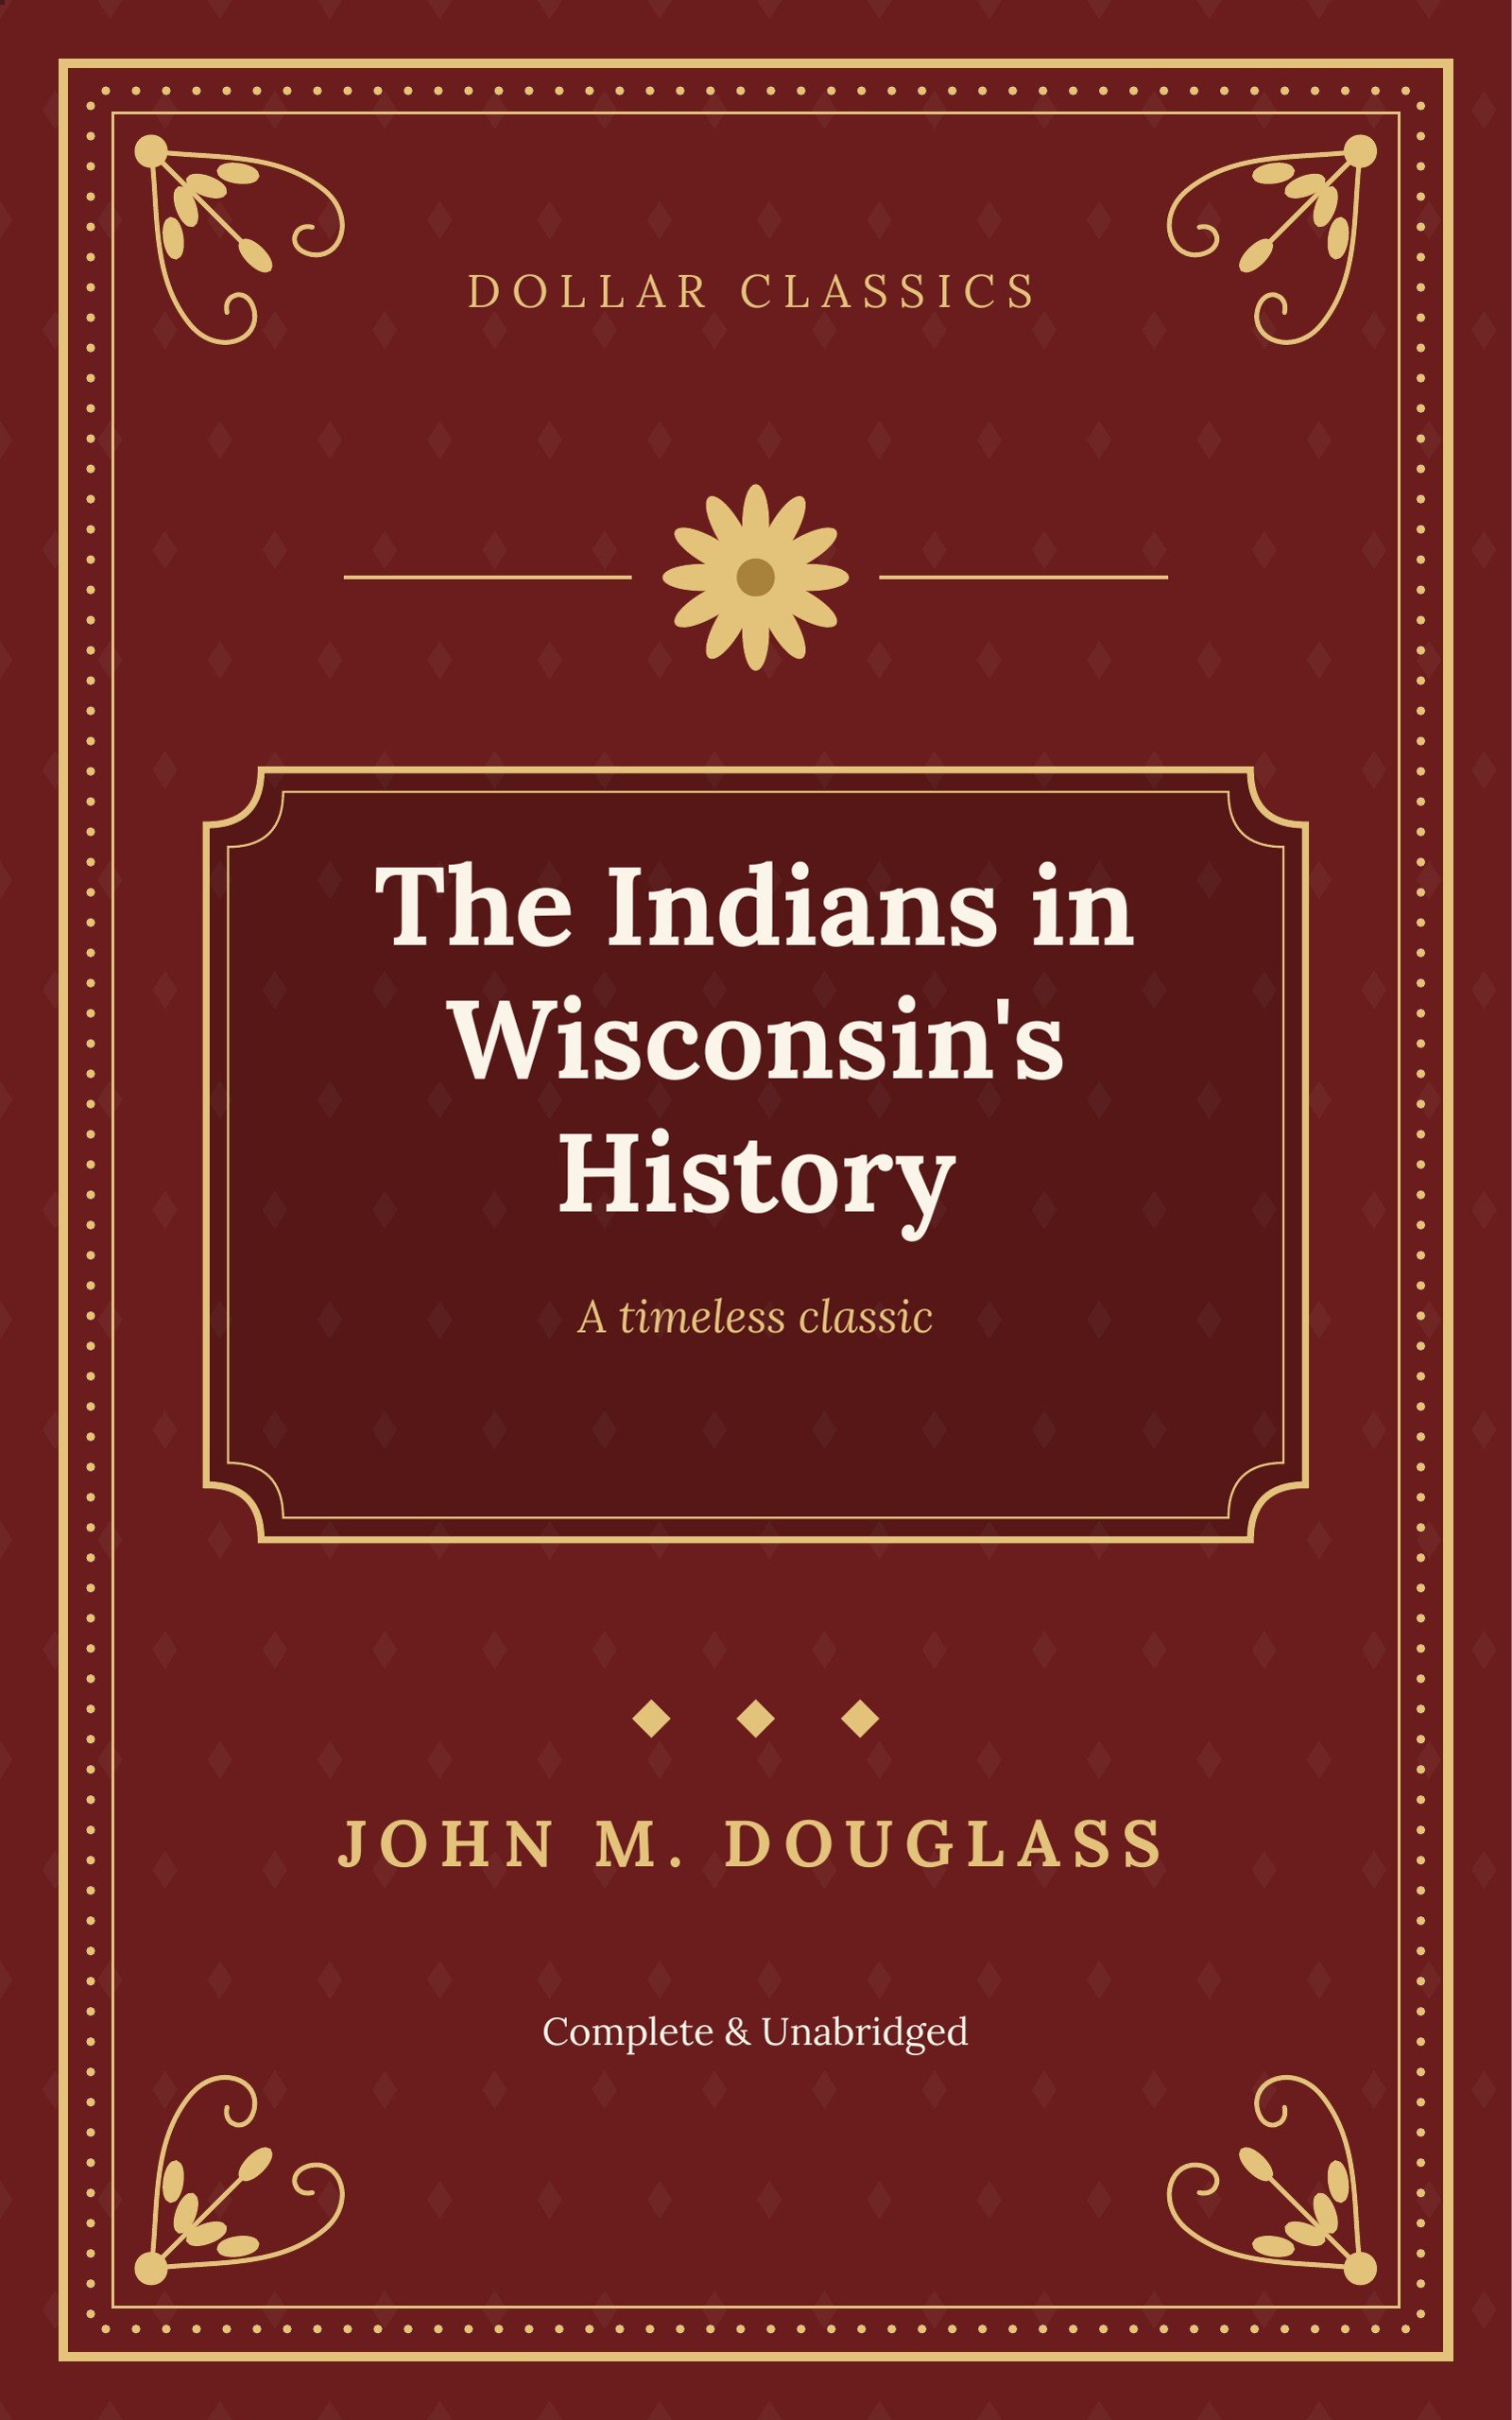 DOLLAR CLASSICS
The Indians in
Wisconsin's
History
A timeless classic
JOHN M. DOUGLASS
Complete & Unabridged